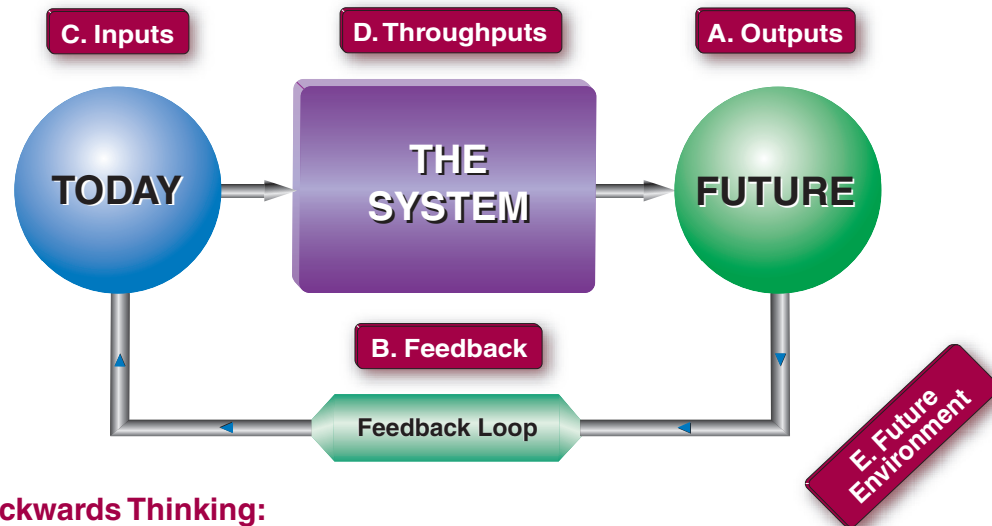 C. Inputs
D. Throughputs
A. Outputs
TODAY
THE
SYSTEM
FUTURE
B. Feedback
Feedback Loop
E. Future
Environment
ckwards Thinking: